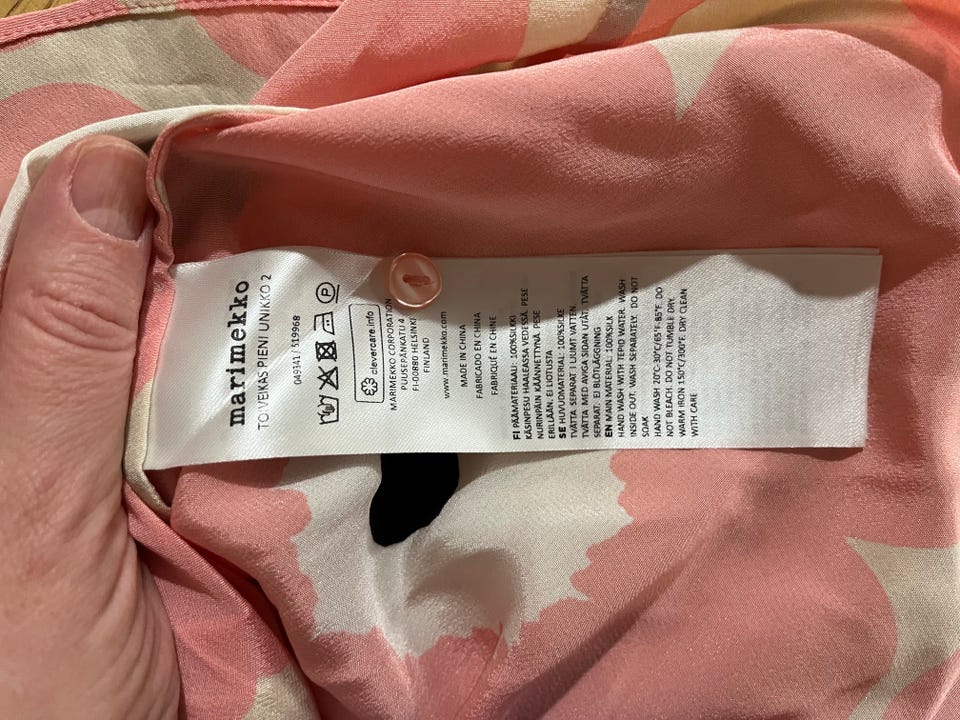 marimekko
TOIVEIKAS PIENI UNIKKO 2
049341 / 519968
clevercare.info
MARIMEKKO CORPORATION
PUUSEPÄNKATU 4
FI-00880 HELSINKI
FINLAND
www.marimekko.com
MADE IN CHINA
FABRICADO EN CHINA
FABRIQUÉ EN CHINE
FI PÄÄMATERIAALI: 100%SILKKI
KÄSINPESU HAALEASSA VEDESSÄ. PESE
NURINPÄIN KÄÄNNETTYNÄ. PESE
ERILLÄÄN. EI LIOTUSTA
SE HUVUDMATERIAL: 100%SILKE
TVÄTTA SEPARAT I LJUMT VATTEN.
TVÄTTA MED AVIGA SIDAN UTÅT. TVÄTTA
SEPARAT. EJ BLÖTLÄGGNING
EN MAIN MATERIAL: 100%SILK
HAND WASH WITH TEPID WATER. WASH
INSIDE OUT. WASH SEPARATELY. DO NOT
SOAK
HAND WASH 20°C-30°C/65°F-85°F. DO
NOT BLEACH. DO NOT TUMBLE DRY.
WARM IRON 150°C/300°F. DRY CLEAN
WITH CARE